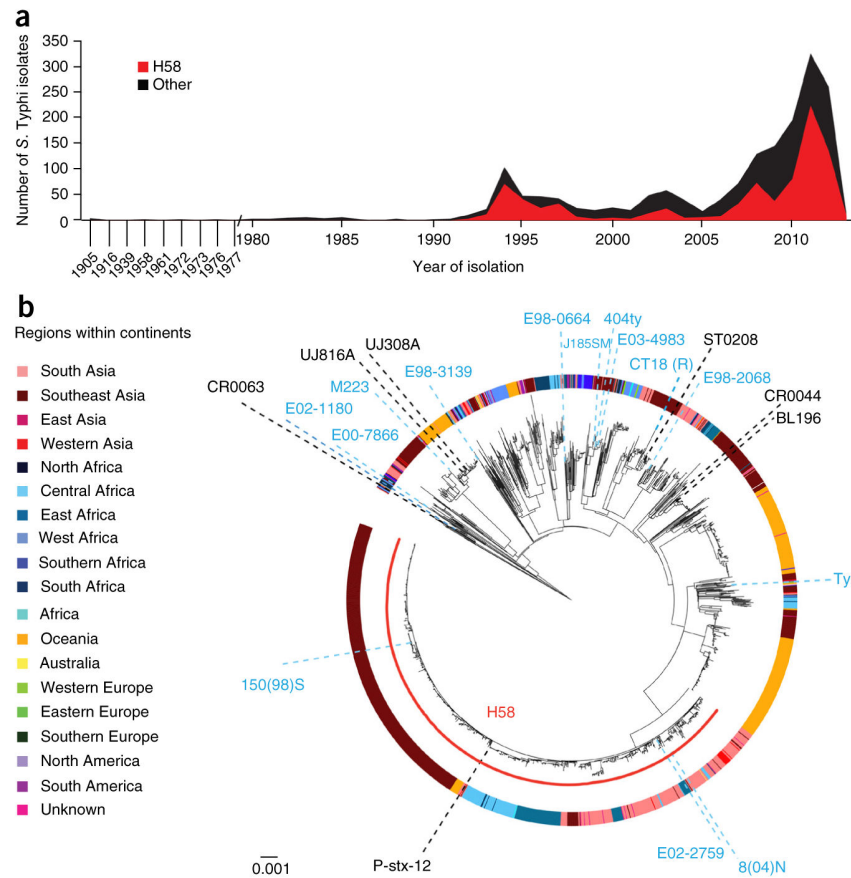 a
Number of S. Typhi isolates
350
300
250
200
150
100
50
0
H58
Other
1905
1916
1939
1958
1961
1972
1973
1976
1977
1980
1985
1990
1995
2000
2005
2010
Year of isolation
b
Regions within continents
South Asia
Southeast Asia
East Asia
Western Asia
North Africa
Central Africa
East Africa
West Africa
Southern Africa
South Africa
Africa
Oceania
Australia
Western Europe
Eastern Europe
Southern Europe
North America
South America
Unknown
CR0063
UJ816A
UJ308A
M223
E02-1180
E00-7866
E98-3139
E98-0664
J185SM
404ty
E03-4983
CT18 (R)
ST0208
E98-2068
CR0044
BL196
Ty
150(98)S
H58
P-stx-12
E02-2759
8(04)N
0.001